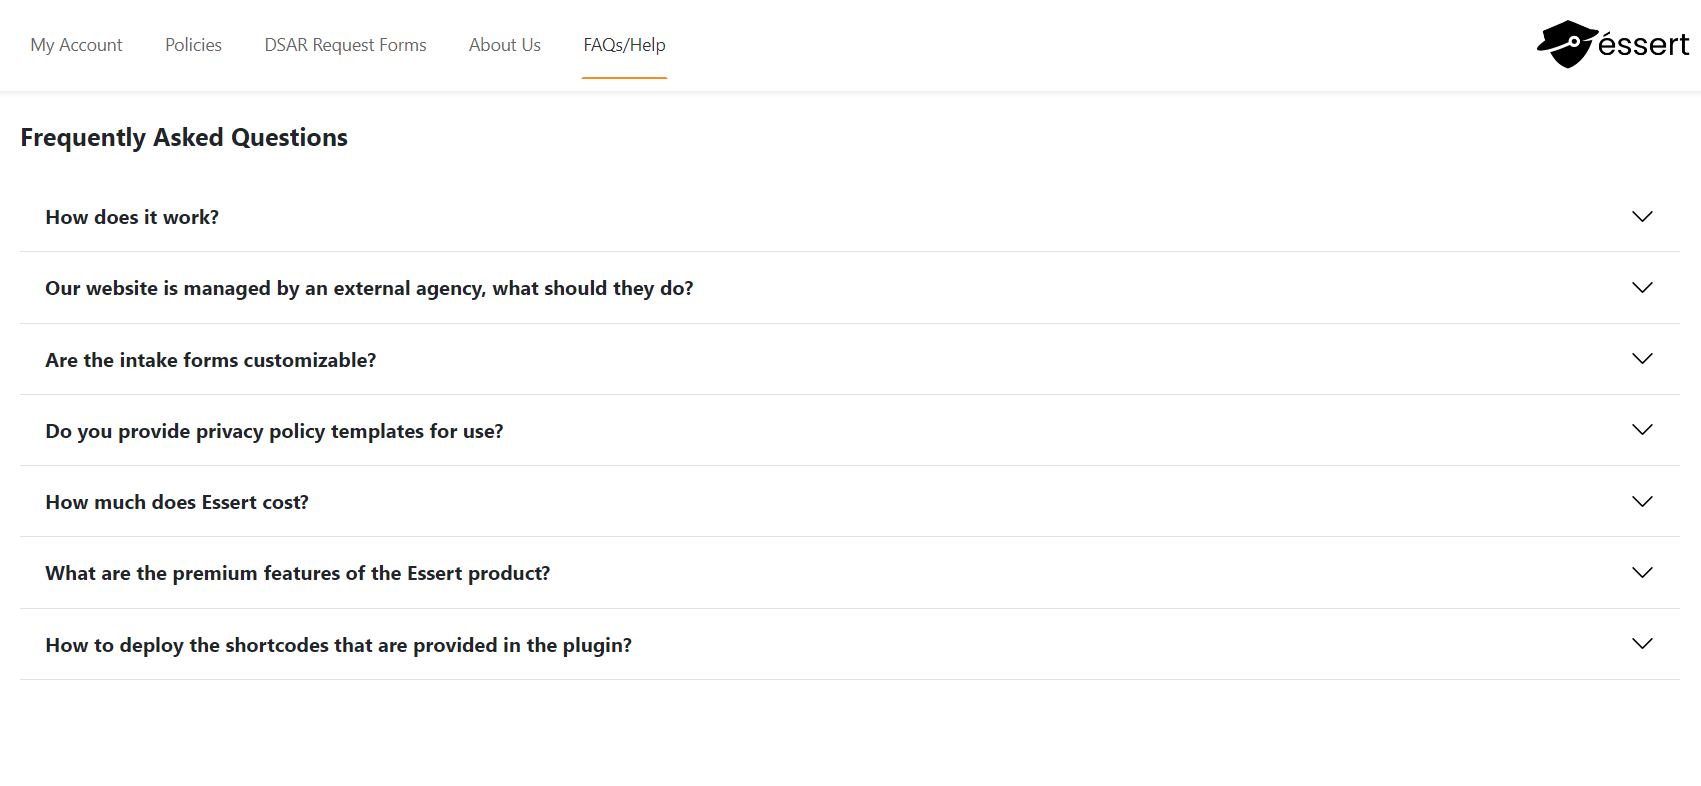 My Account Policies DSAR Request Forms About Us FAQs/Help éssert
Frequently Asked Questions
How does it work?
Our website is managed by an external agency, what should they do?
Are the intake forms customizable?
Do you provide privacy policy templates for use?
How much does Essert cost?
What are the premium features of the Essert product?
How to deploy the shortcodes that are provided in the plugin?